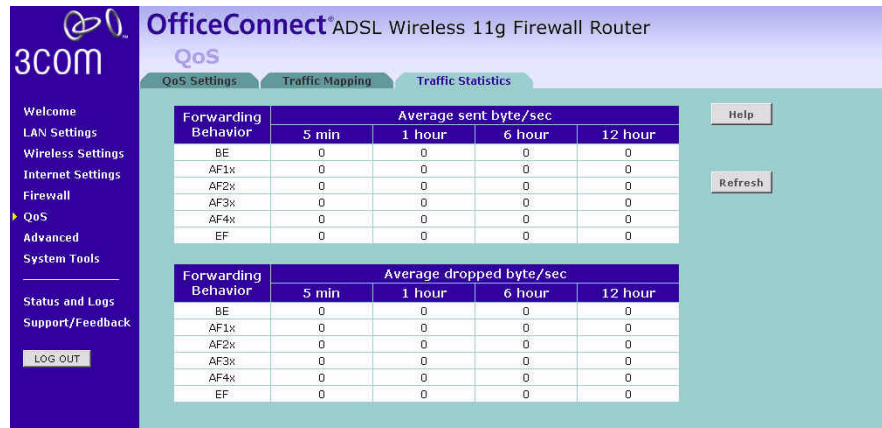 3COM
OfficeConnect® ADSL Wireless 11g Firewall Router
QoS
QoS Settings Traffic Mapping Traffic Statistics
Welcome
LAN Settings
Wireless Settings
Internet Settings
Firewall
QoS
Advanced
System Tools
Status and Logs
Support/Feedback
LOG OUT
Forwarding Behavior Average sent byte/sec
5 min 1 hour 6 hour 12 hour
BE 0 0 0 0
AF1x 0 0 0 0
AF2x 0 0 0 0
AF3x 0 0 0 0
AF4x 0 0 0 0
EF 0 0 0 0
Forwarding Behavior Average dropped byte/sec
5 min 1 hour 6 hour 12 hour
BE 0 0 0 0
AF1x 0 0 0 0
AF2x 0 0 0 0
AF3x 0 0 0 0
AF4x 0 0 0 0
EF 0 0 0 0
Help
Refresh